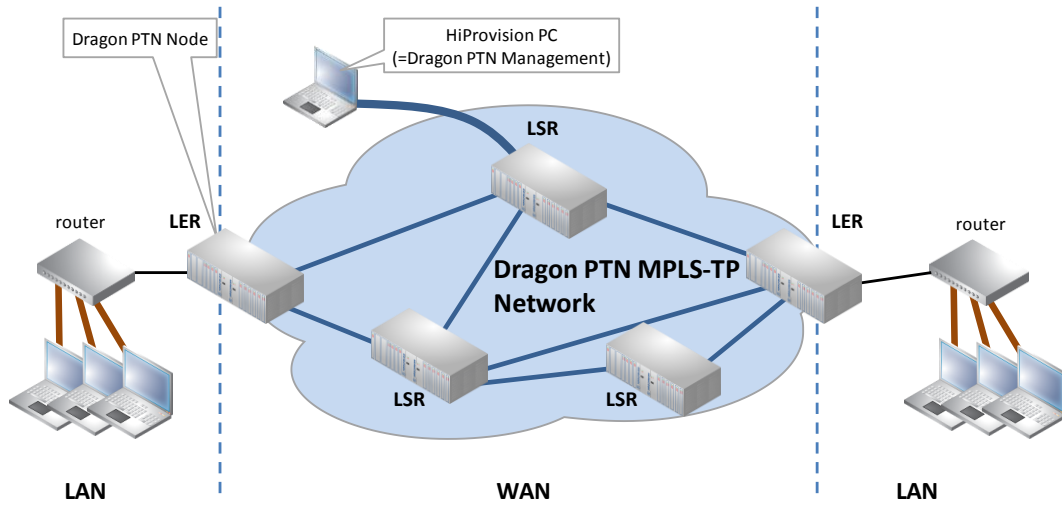 Dragon PTN Node
HiProvision PC
(=Dragon PTN Management)
LSR
router
LER
LER
router
Dragon PTN MPLS-TP
Network
LSR
LSR
LAN
WAN
LAN